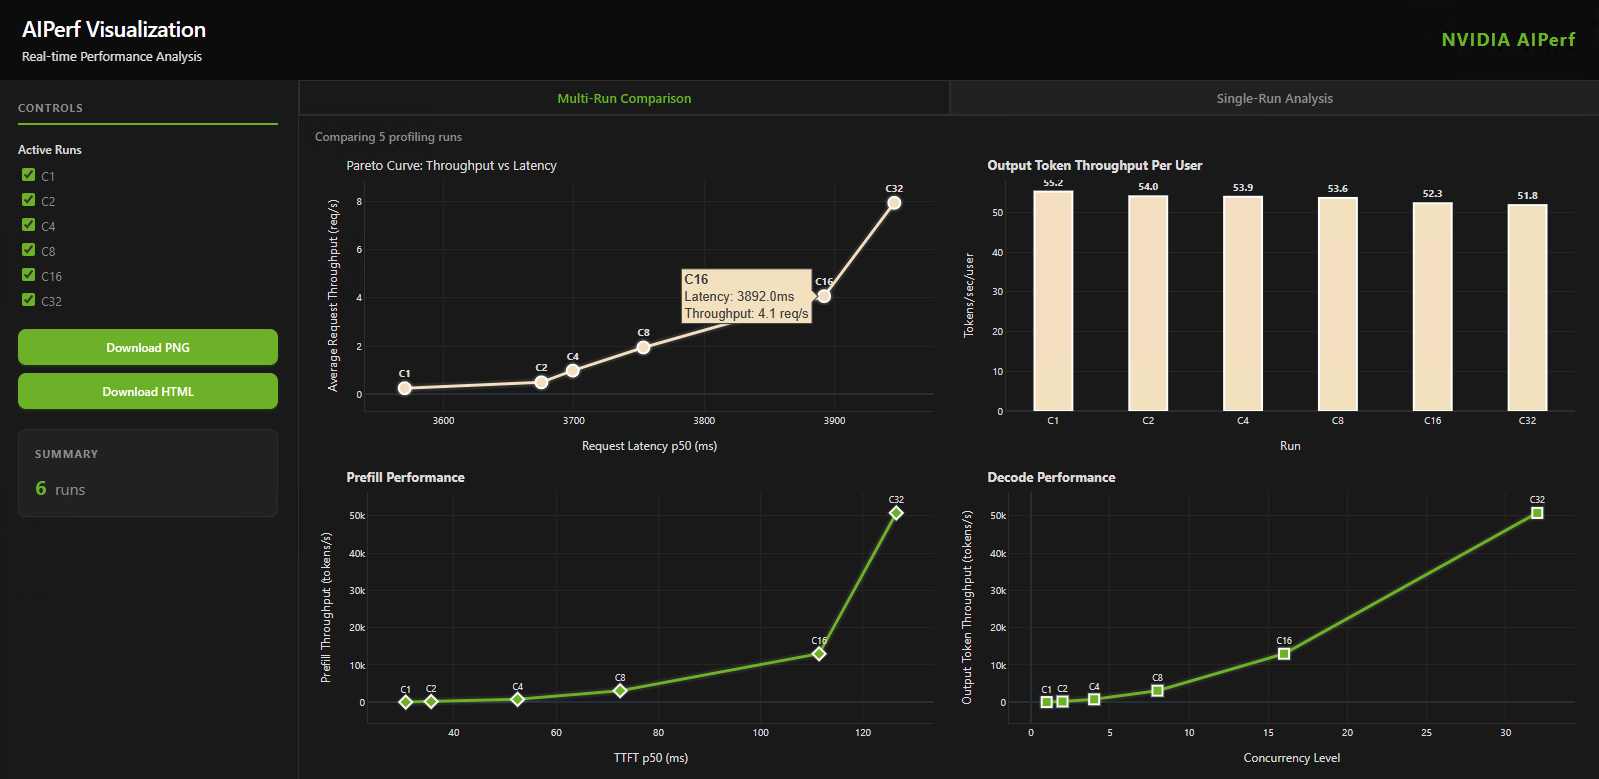 AIPerf Visualization
Real-time Performance Analysis
NVIDIA AIPerf
CONTROLS
Active Runs
C1
C2
C4
C8
C16
C32
Download PNG
Download HTML
SUMMARY
6 runs
Multi-Run Comparison
Single-Run Analysis
Comparing 5 profiling runs
Pareto Curve: Throughput vs Latency
Average Request Throughput (req/s)
8
6
4
2
0
C1
C2
C4
C8
C16
C32
C16
Latency: 3892.0ms
Throughput: 4.1 req/s
3600
3700
3800
3900
Request Latency p50 (ms)
Output Token Throughput Per User
Tokens/sec/user
50
40
30
20
10
0
55.2
54.0
53.9
53.6
52.3
51.8
C1
C2
C4
C8
C16
C32
Run
Prefill Performance
Prefill Throughput (tokens/s)
50k
40k
30k
20k
10k
0
C1
C2
C4
C8
C16
C32
40
60
80
100
120
TTFT p50 (ms)
Decode Performance
Output Token Throughput (tokens/s)
50k
40k
30k
20k
10k
0
C1
C2
C4
C8
C16
C32
0
5
10
15
20
25
30
Concurrency Level